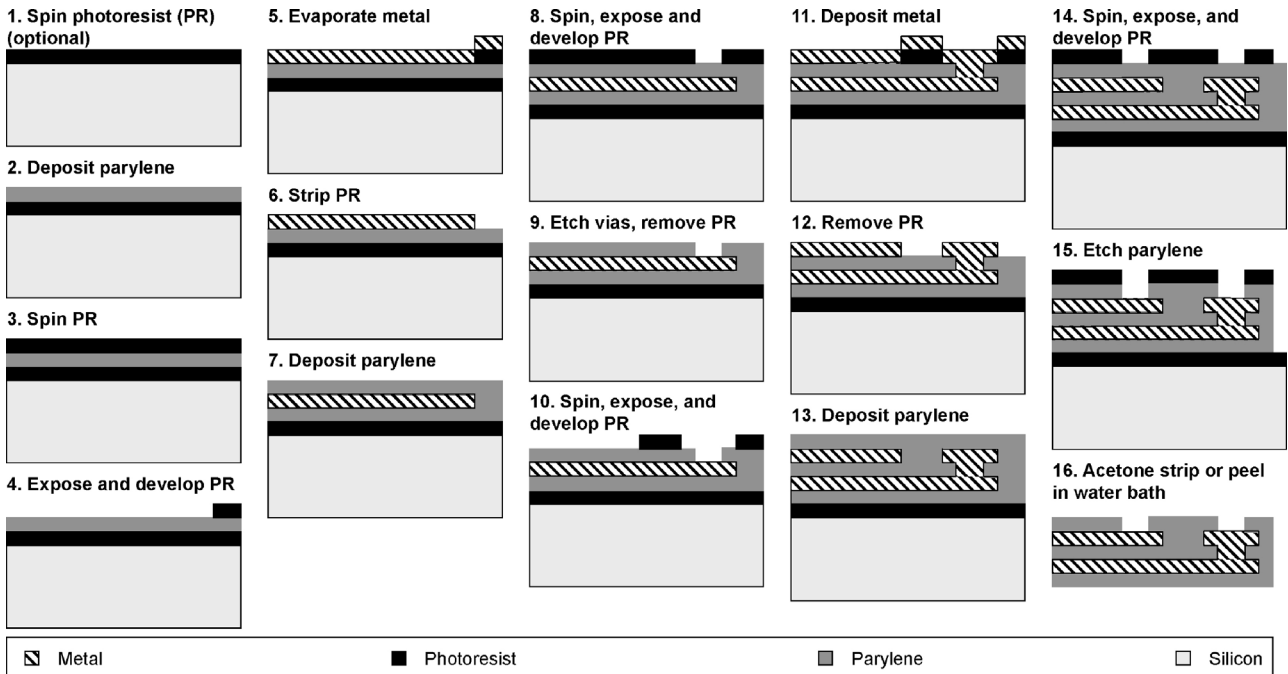 1. Spin photoresist (PR)
(optional)
2. Deposit parylene
3. Spin PR
4. Expose and develop PR
5. Evaporate metal
6. Strip PR
7. Deposit parylene
8. Spin, expose and
develop PR
9. Etch vias, remove PR
10. Spin, expose, and
develop PR
11. Deposit metal
12. Remove PR
13. Deposit parylene
14. Spin, expose, and
develop PR
15. Etch parylene
16. Acetone strip or peel
in water bath
Metal
Photoresist
Parylene
Silicon